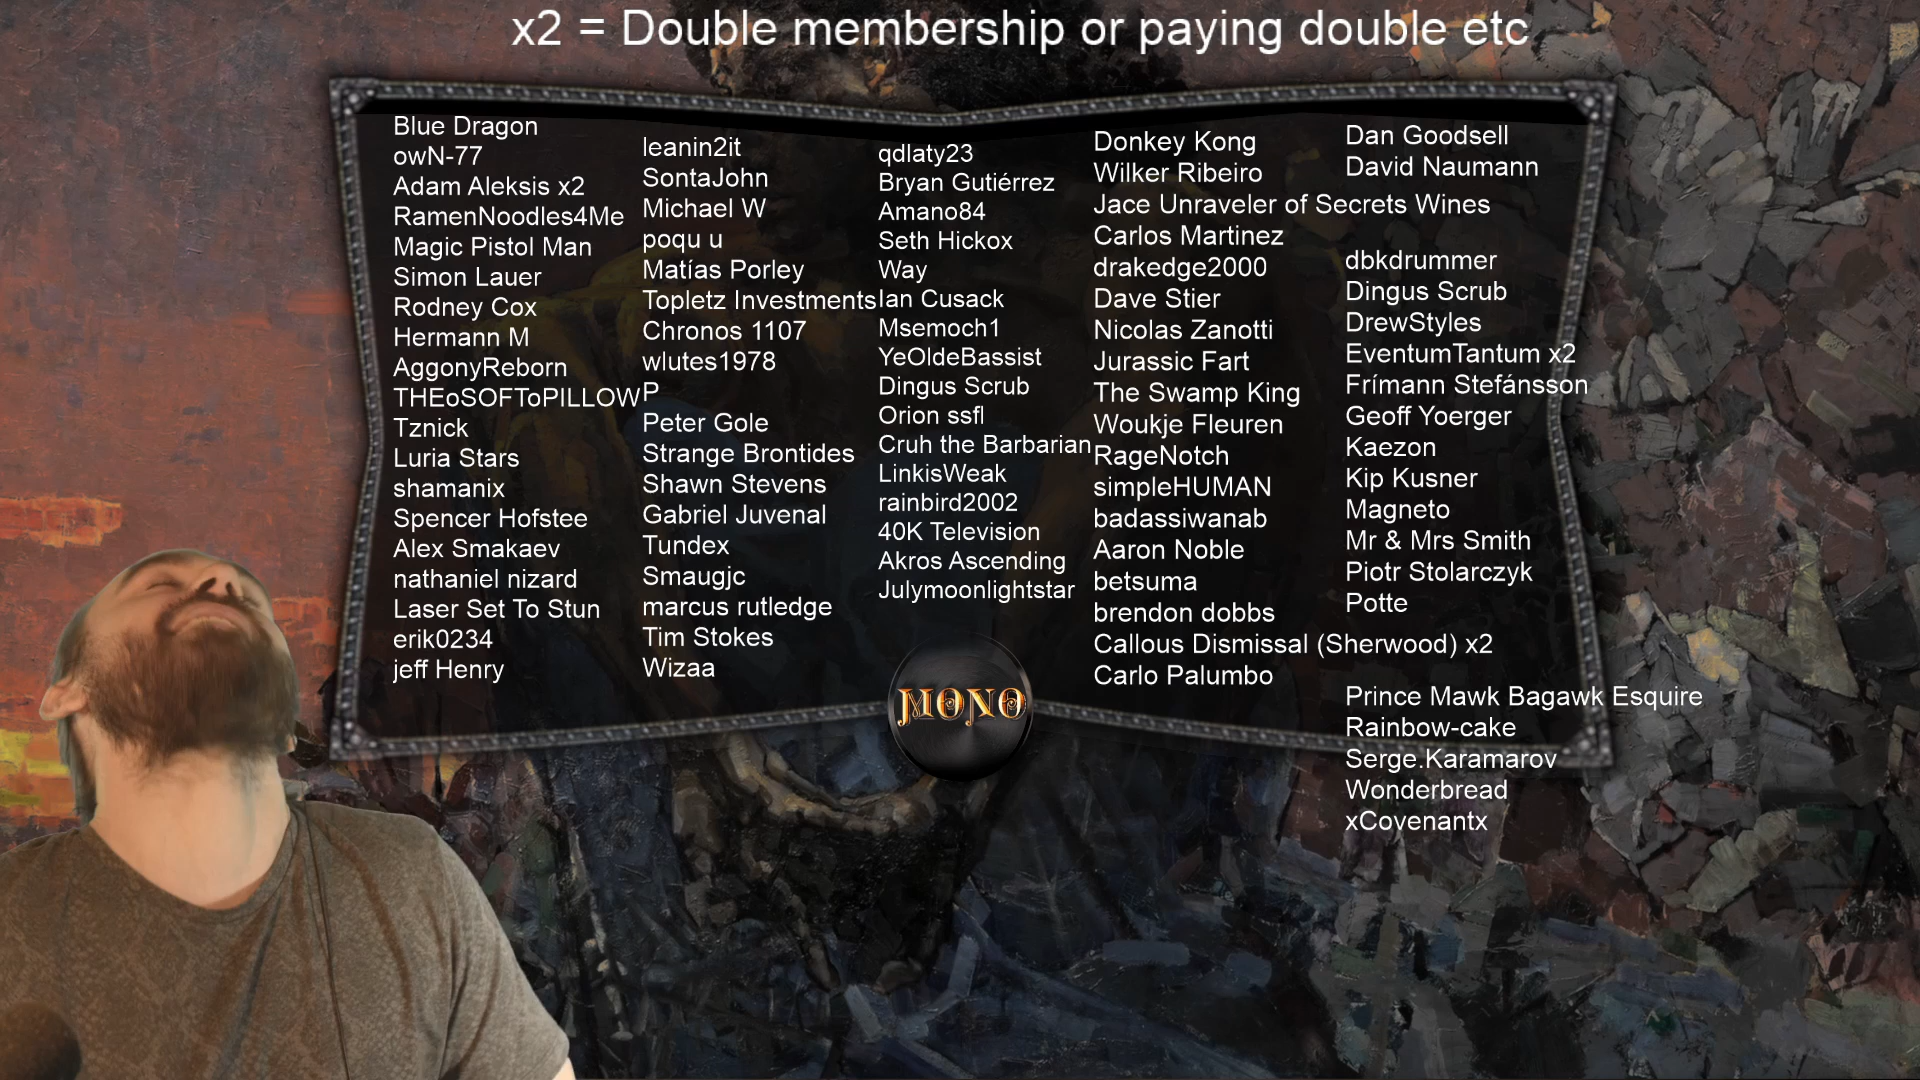 x2 = Double membership or paying double etc
Blue Dragon
owN-77
Adam Aleksis x2
RamenNoodles4Me
Magic Pistol Man
Simon Lauer
Rodney Cox
Hermann M
AggonyReborn
THEoSOFToPILLOW
Tznick
Luria Stars
shamanix
Spencer Hofstee
Alex Smakaev
nathaniel nizard
Laser Set To Stun
erik0234
jeff Henry
leanin2it
SontaJohn
Michael W
poqu u
Matías Porley
Topletz Investments
Chronos 1107
wlutes1978
P
Peter Gole
Strange Brontides
Shawn Stevens
Gabriel Juvenal
Tundex
Smaugjc
marcus rutledge
Tim Stokes
Wizaa
qdlaty23
Bryan Gutiérrez
Amano84
Seth Hickox
Way
Ian Cusack
Msemoch1
YeOldeBassist
Dingus Scrub
Orion ssfl
Cruh the Barbarian
LinkisWeak
rainbird2002
40K Television
Akros Ascending
Julymoonlightstar
MONO
Donkey Kong
Wilker Ribeiro
Jace Unraveler of Secrets Wines
Carlos Martinez
drakedge2000
Dave Stier
Nicolas Zanotti
Jurassic Fart
The Swamp King
Woukje Fleuren
RageNotch
simpleHUMAN
badassiwanab
Aaron Noble
betsuma
brendon dobbs
Callous Dismissal (Sherwood) x2
Carlo Palumbo
Dan Goodsell
David Naumann
dbkdrummer
Dingus Scrub
DrewStyles
EventumTantum x2
Frímann Stefánsson
Geoff Yoerger
Kaezon
Kip Kusner
Magneto
Mr & Mrs Smith
Piotr Stolarczyk
Potte
Prince Mawk Bagawk Esquire
Rainbow-cake
Serge.Karamarov
Wonderbread
xCovenantx